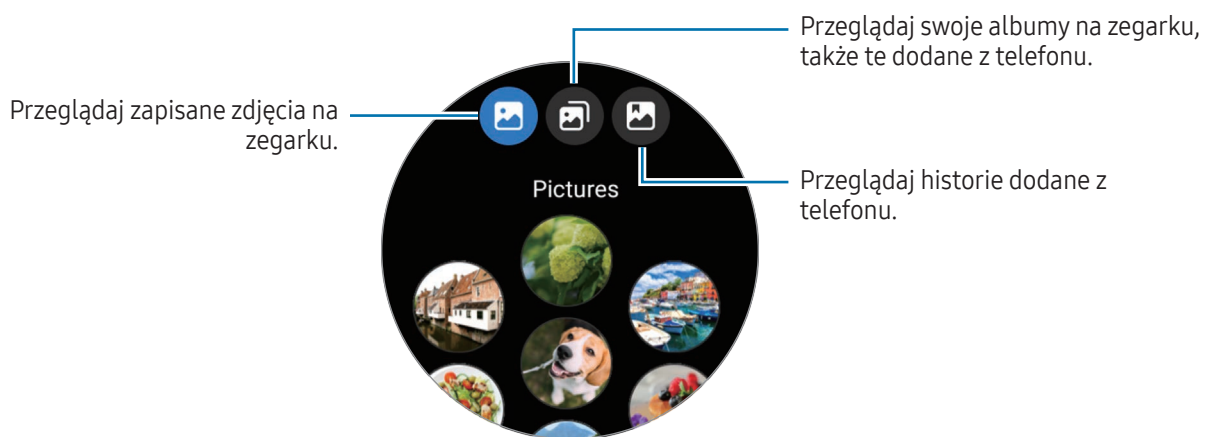 Przeglądaj swoje albumy na zegarku,
także te dodane z telefonu.
Przeglądaj zapisane zdjęcia na
zegarku.
Przeglądaj historie dodane z
telefonu.
Pictures